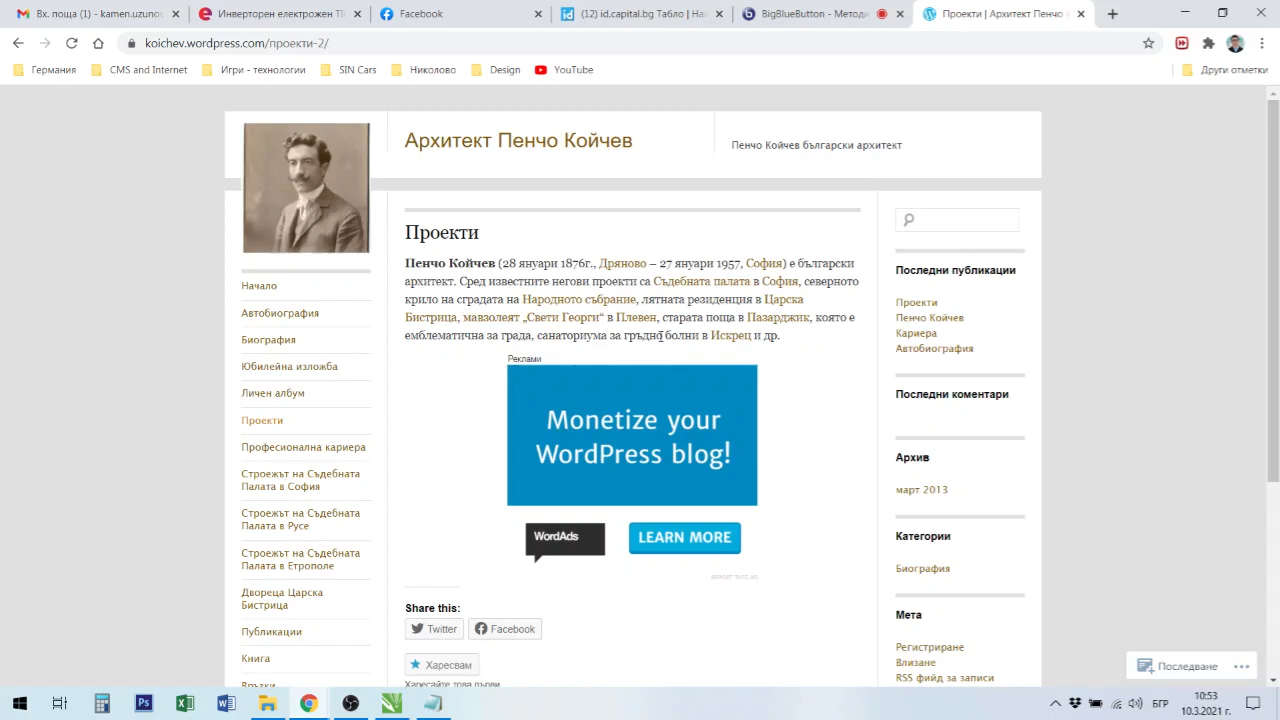 Вх. поща (1) - kamen.uzunov
Инверторен електрожен TI
Facebook
(12) id.capital.bg Табло | На
BigBlueButton - Методи
Проекти | Архитект Пенчо
koichev.wordpress.com/проекти-2/
Германия
CMS and Internet
Игри - технологии
SIN Cars
Николово
Design
YouTube
Други отметки
Архитект Пенчо Койчев
Пенчо Койчев български архитект
Начало
Автобиография
Биография
Юбилейна изложба
Личен албум
Проекти
Професионална кариера
Строежът на Съдебната
Палата в София
Строежът на Съдебната
Палата в Русе
Строежът на Съдебната
Палата в Етрополе
Двореца Царска
Бистрица
Публикации
Книга
Връзки
Проекти
Пенчо Койчев (28 януари 1876г., Дряново – 27 януари 1957, София) е български
архитект. Сред известните негови проекти са Съдебната палата в София, северното
крило на сградата на Народното събрание, лятната резиденция в Царска
Бистрица, мавзолеят „Свети Георги“ в Плевен, старата поща в Пазарджик, която е
емблематична за града, санаториума за гръдно болни в Искрец и др.
Реклами
Monetize your
WordPress blog!
WordAds
LEARN MORE
REPORT THIS AD
Share this:
Twitter
Facebook
Харесвам
Харесайте това първи.
Последни публикации
Проекти
Пенчо Койчев
Кариера
Автобиография
Последни коментари
Архив
март 2013
Категории
Биография
Мета
Регистриране
Влизане
RSS фийд за записи
Последване
БГР
10:53
10.3.2021 г.